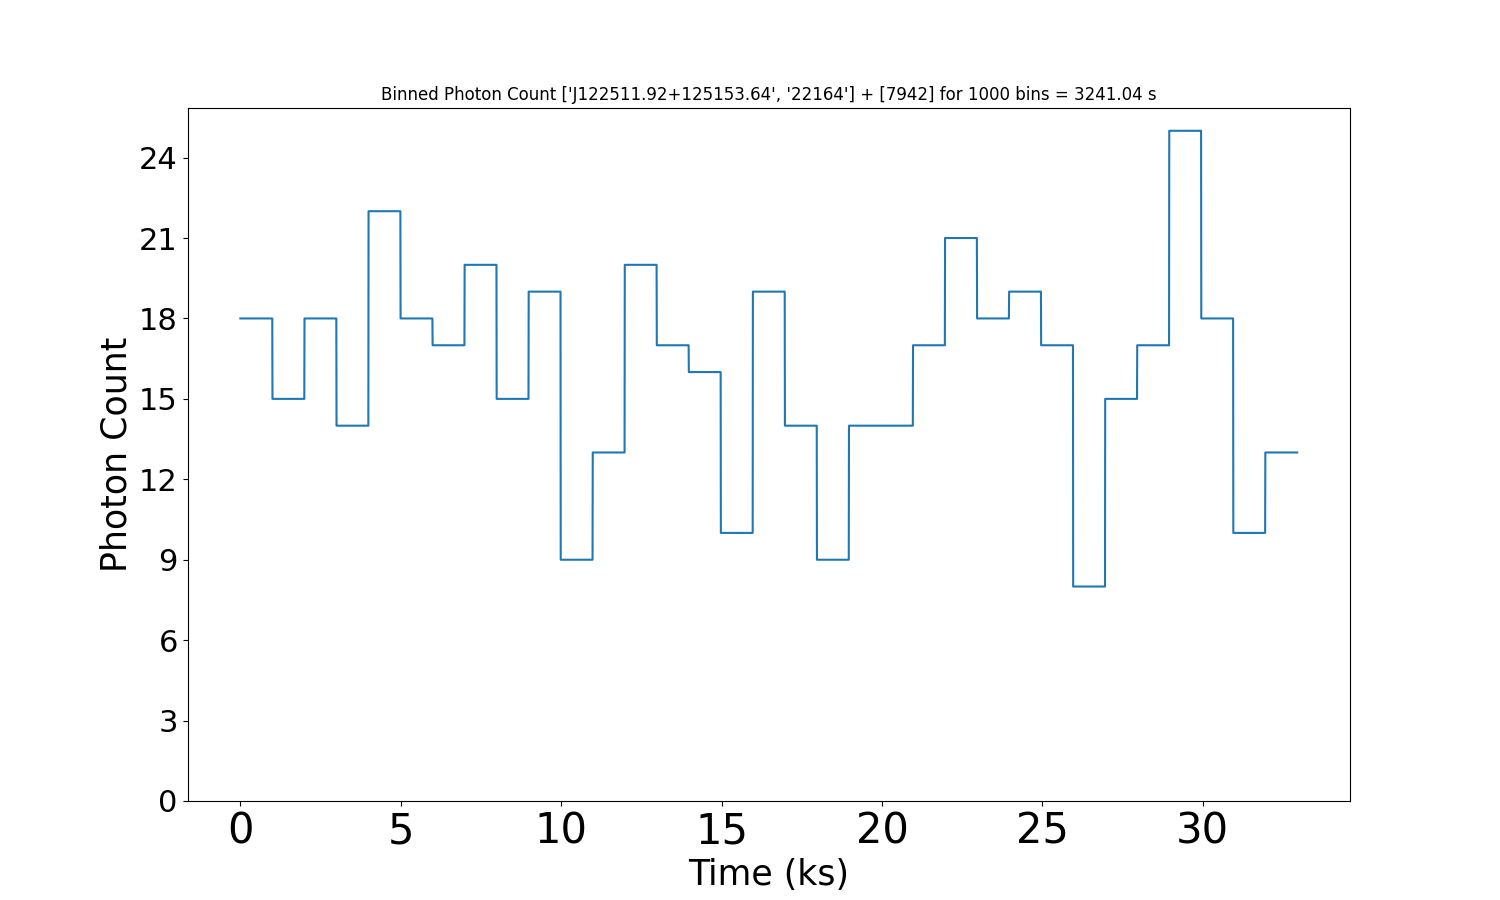 Binned Photon Count ['J122511.92+125153.64', '22164'] + [7942] for 1000 bins = 3241.04 s
24
21
18
15
12
9
6
3
0
Photon Count
0 5 10 15 20 25 30
Time (ks)